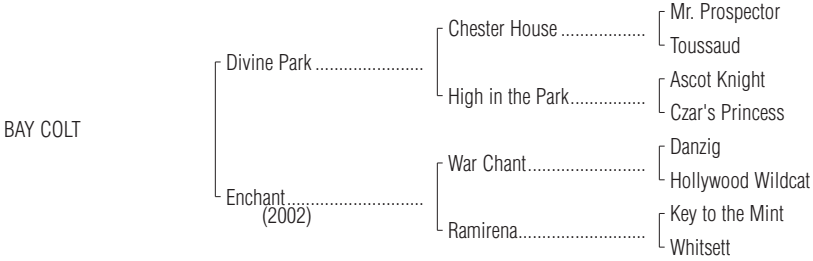 Mr. Prospector
Chester House ..................
Toussaud
Divine Park .......................
Ascot Knight
High in the Park................
Czar's Princess
BAY COLT
Danzig
War Chant.........................
Hollywood Wildcat
Enchant.............................
(2002)
Key to the Mint
Ramirena...........................
Whitsett